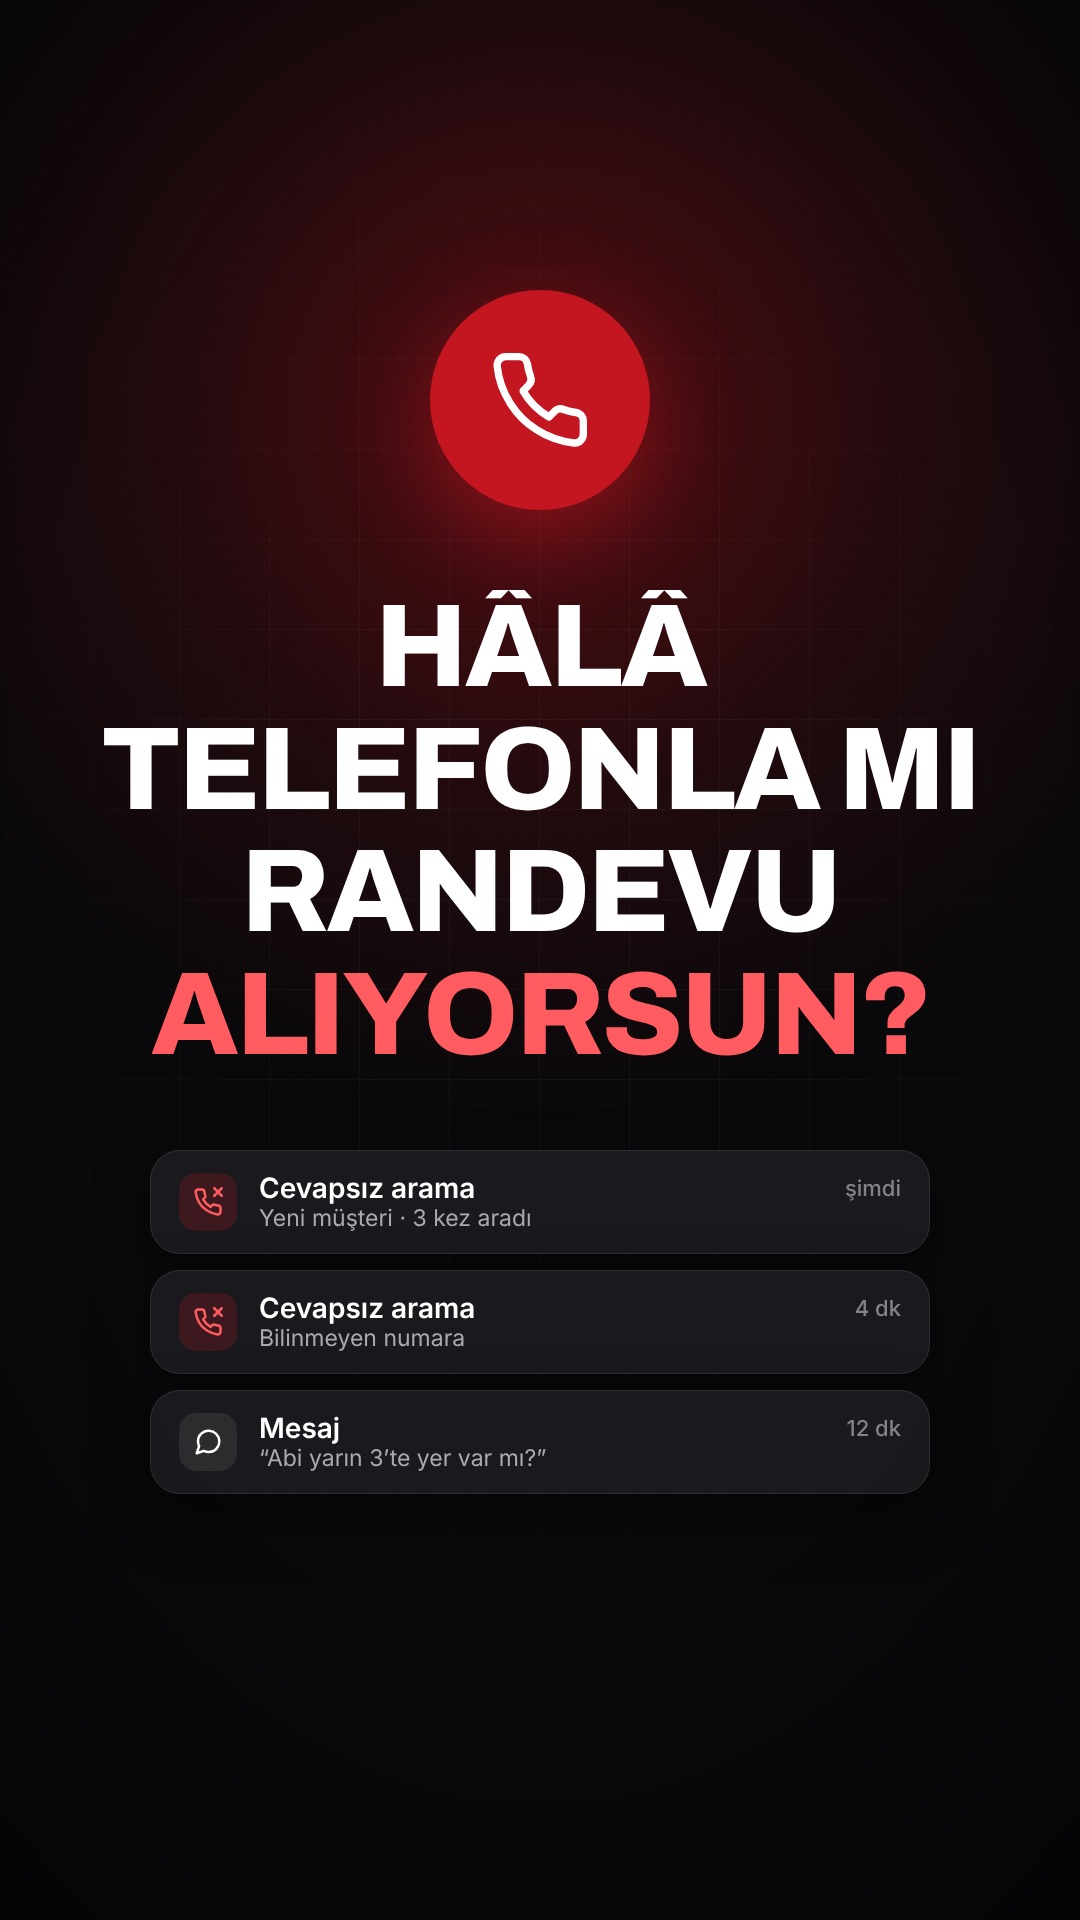 HÂLÂ
TELEFONLA MI
RANDEVU
ALIYORSUN?
Cevapsız arama
şimdi
Yeni müşteri · 3 kez aradı
Cevapsız arama
4 dk
Bilinmeyen numara
Mesaj
12 dk
“Abi yarın 3’te yer var mı?”